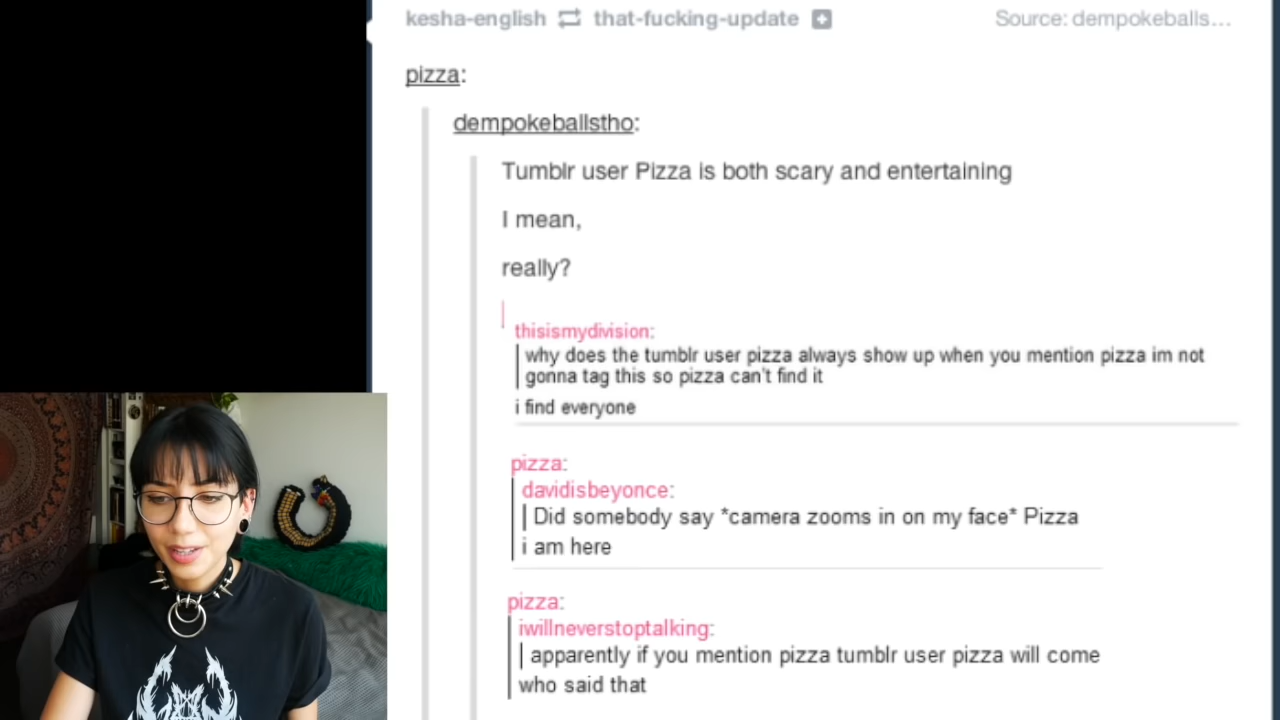 kesha-english that-fucking-update Source: dempokeballs...
pizza:
dempokeballstho:
Tumblr user Pizza is both scary and entertaining
I mean,
really?
thisismydivision:
why does the tumblr user pizza always show up when you mention pizza im not
gonna tag this so pizza can't find it
i find everyone
pizza:
davidisbeyonce:
Did somebody say *camera zooms in on my face* Pizza
i am here
pizza:
iwillneverstoptalking:
apparently if you mention pizza tumblr user pizza will come
who said that